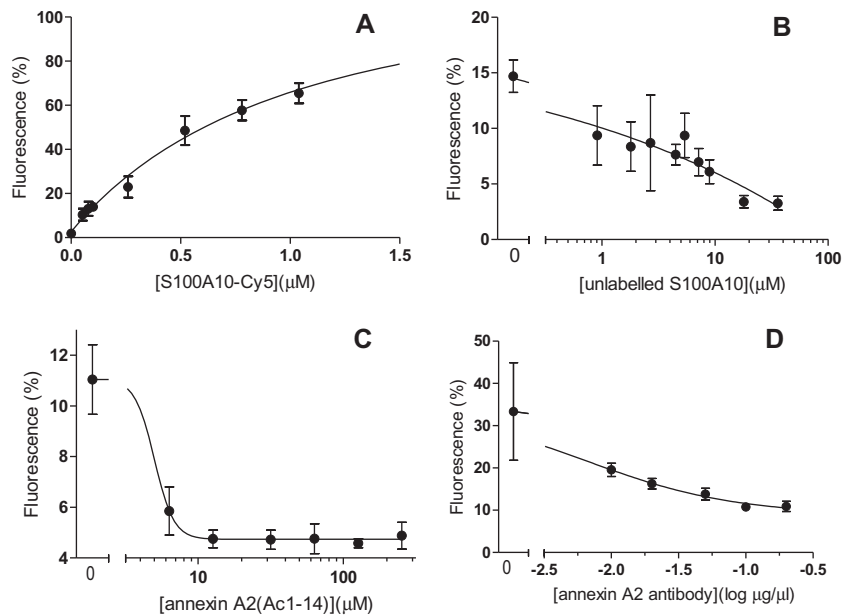 A
Fluorescence (%)
100
80
60
40
20
0
0.0 0.5 1.0 1.5
[S100A10-Cy5](μM)
B
Fluorescence (%)
20
15
10
5
0
0 1 10 100
[unlabelled S100A10](μM)
C
Fluorescence (%)
12
10
8
6
4
0 10 100
[annexin A2(Ac1-14)](μM)
D
Fluorescence (%)
50
40
30
20
10
0
0 -2.5 -2.0 -1.5 -1.0 -0.5
[annexin A2 antibody](log μg/μl)